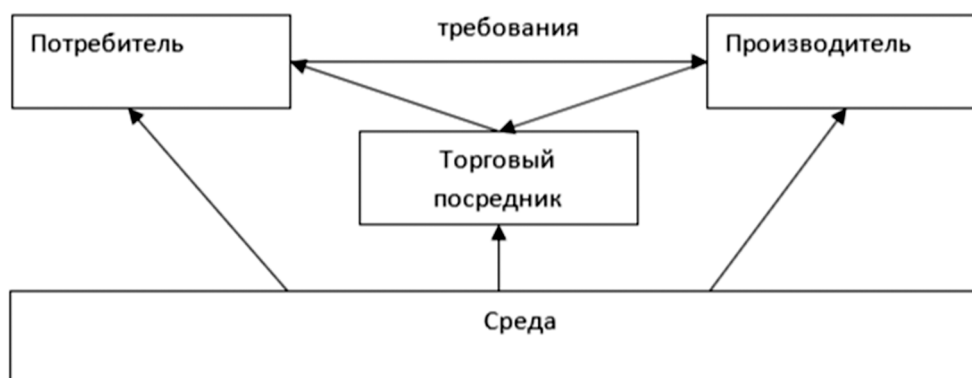 Потребитель
требования
Производитель
Торговый
посредник
Среда